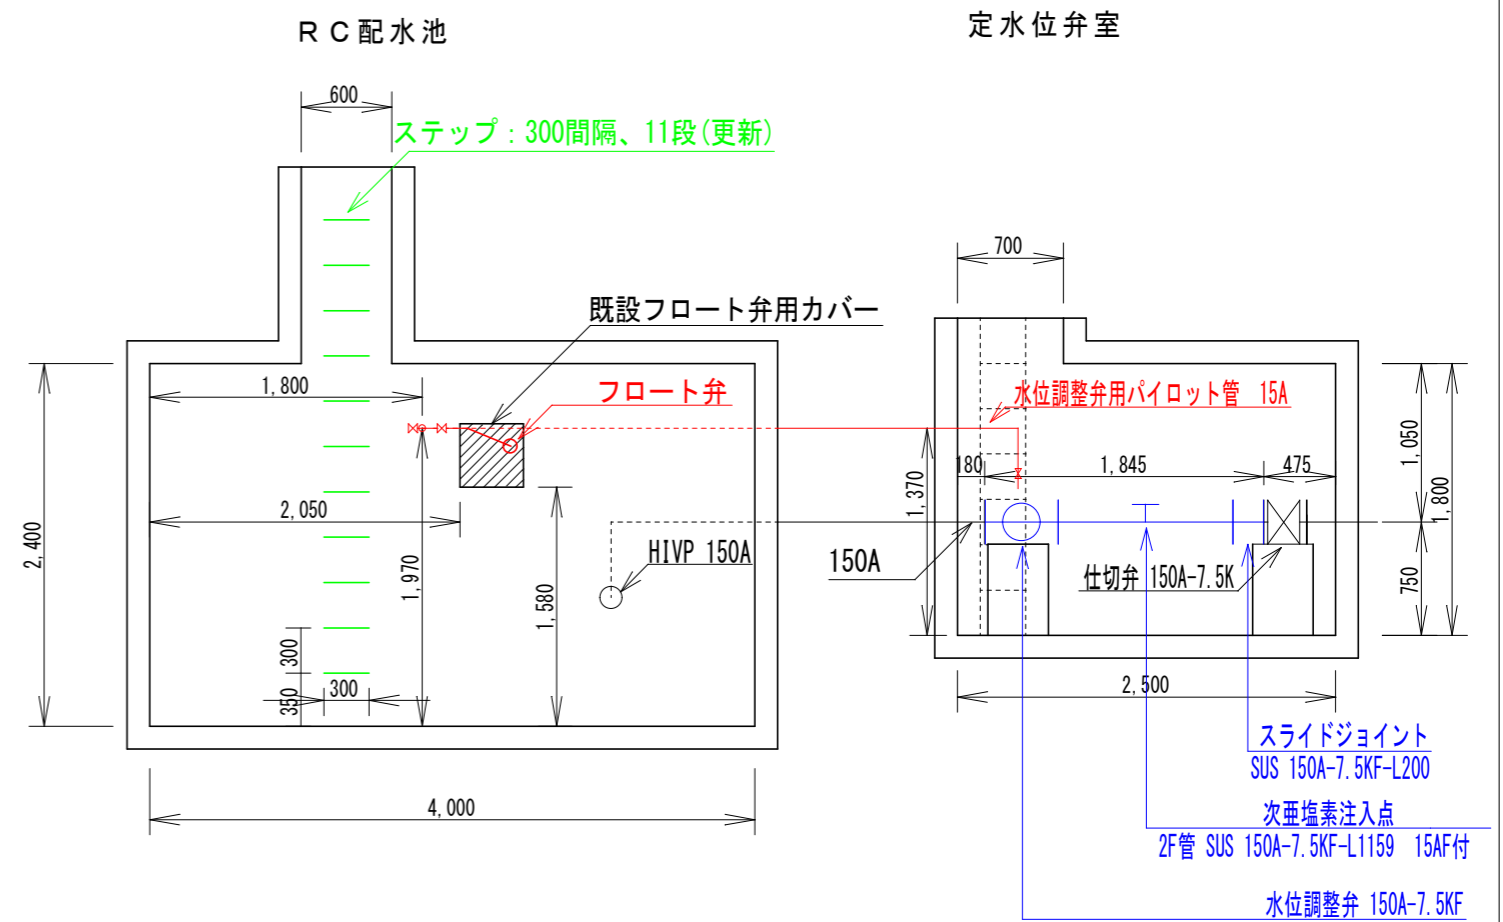 RC配水池
定水位弁室
600
ステップ：300間隔、11段(更新)
700
既設フロート弁用カバー
1,800
フロート弁
水位調整弁用パイロット管 15A
180
1,845
475
1,050
1,800
1,370
2,050
2,400
HIVP 150A
1,970
1,580
150A
仕切弁 150A-7.5K
750
300
350
300
2,500
スライドジョイント
SUS 150A-7.5KF-L200
4,000
次亜塩素注入点
2F管 SUS 150A-7.5KF-L1159 15AF付
水位調整弁 150A-7.5KF